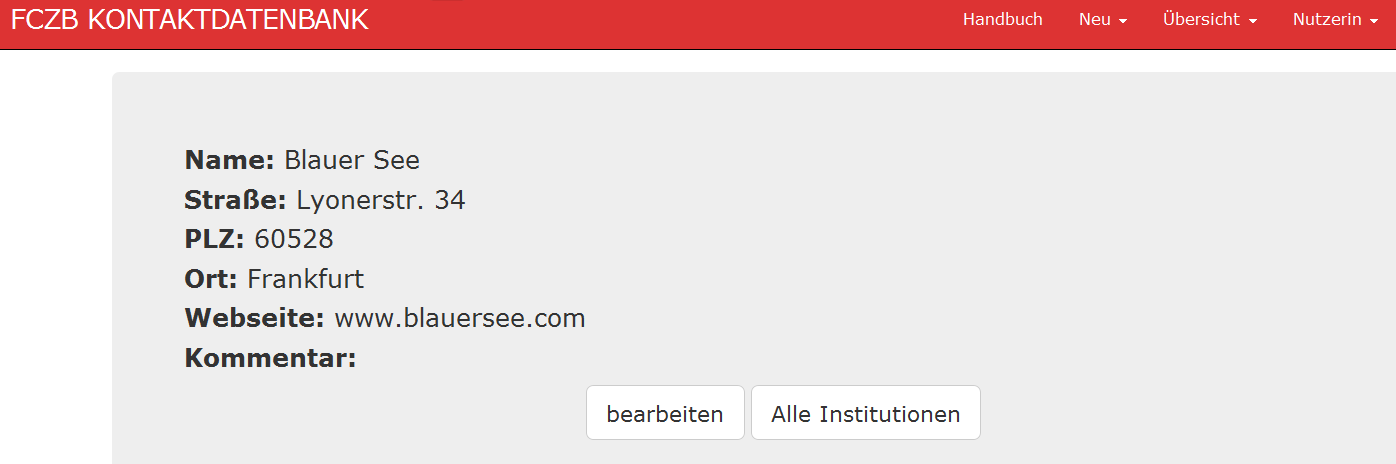 FCZB KONTAKTDATENBANK Handbuch Neu Übersicht Nutzerin
Name: Blauer See
Straße: Lyonerstr. 34
PLZ: 60528
Ort: Frankfurt
Webseite: www.blauersee.com
Kommentar:
bearbeiten Alle Institutionen